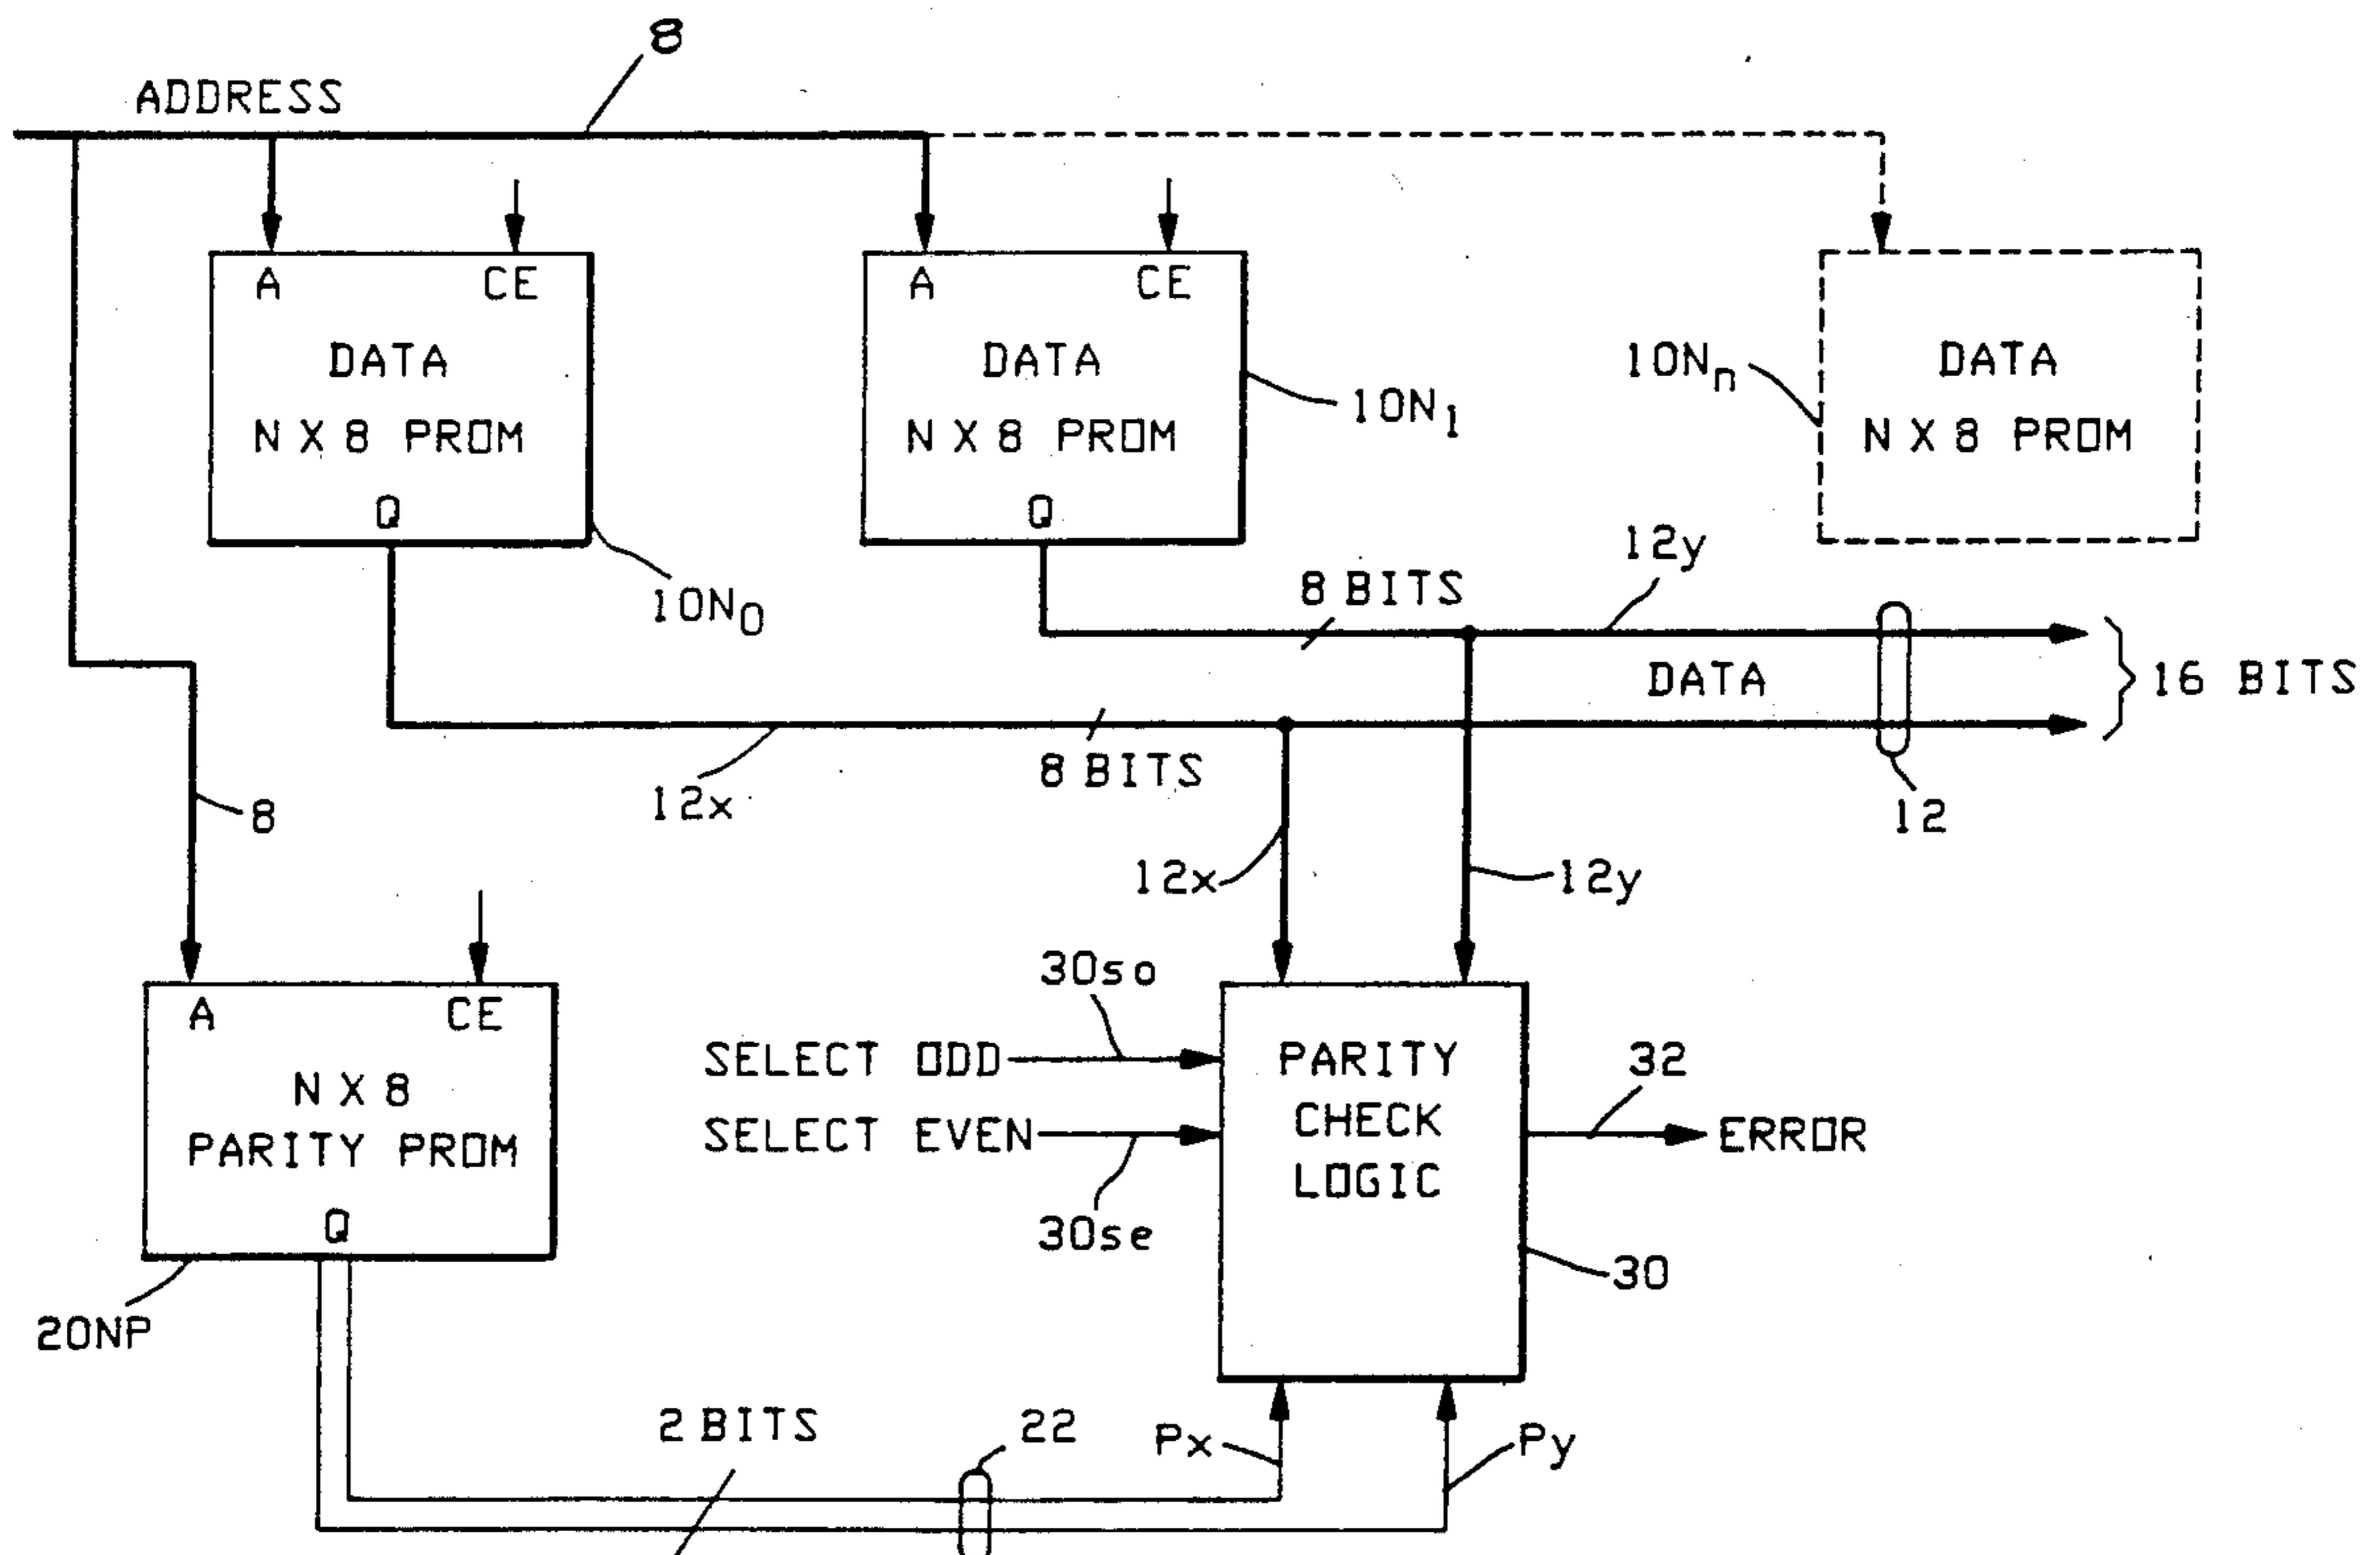 8
ADDRESS
A CE
DATA
N X 8 PROM
Q
10N0
A CE
DATA
N X 8 PROM
Q
10N1
10Nn
DATA
N X 8 PROM
8 BITS
12y
DATA
16 BITS
12x
8 BITS
12
8
12x
12y
A CE
N X 8
PARITY PROM
Q
20NP
30so
SELECT ODD
SELECT EVEN
30se
PARITY
CHECK
LOGIC
32
ERROR
30
2 BITS
22
Px
Py